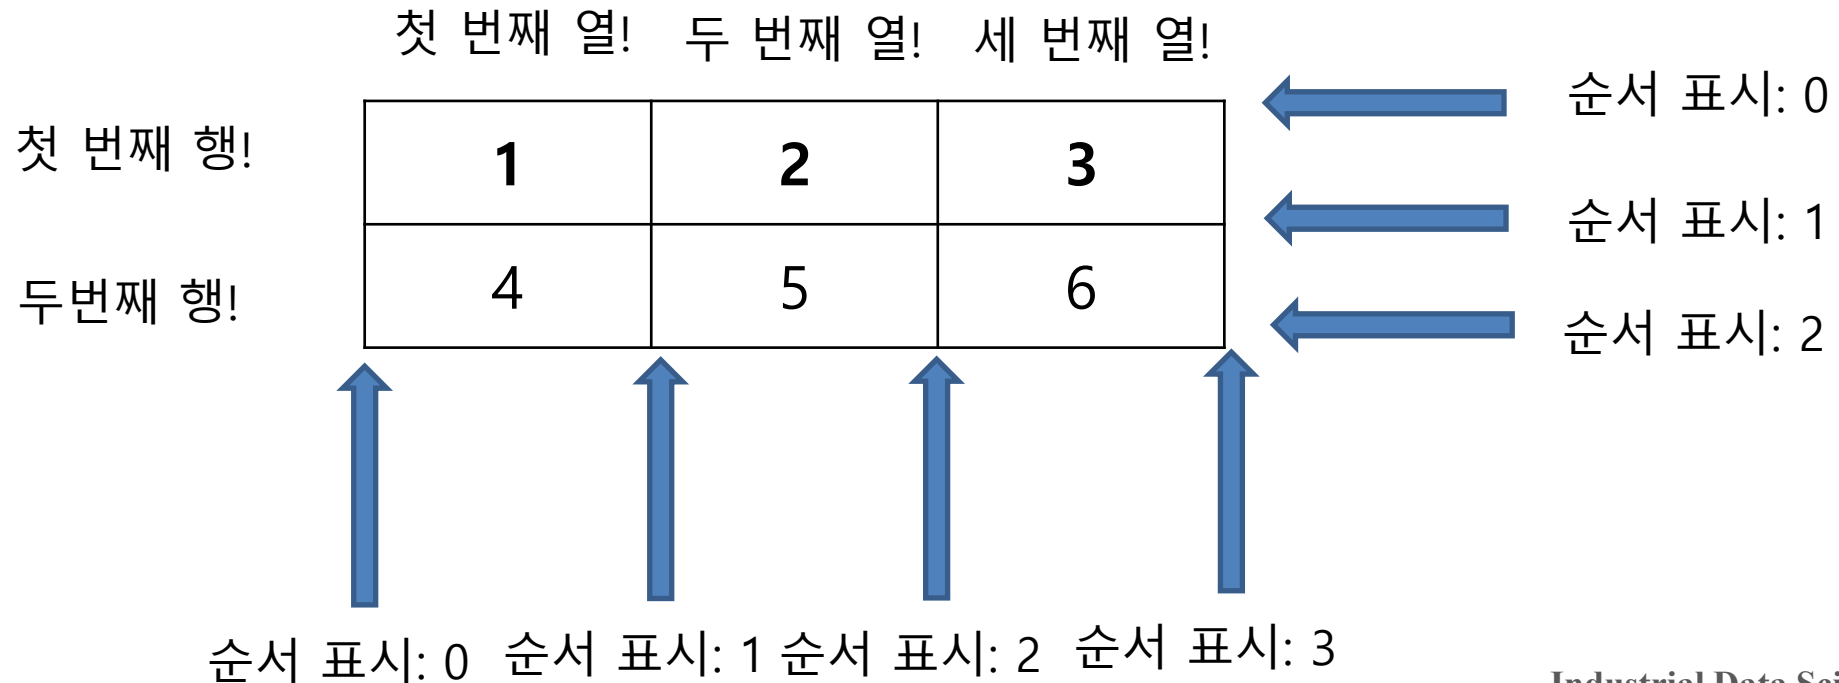 첫 번째 열! 두 번째 열! 세 번째 열!
순서 표시: 0
첫 번째 행! 1 2 3
순서 표시: 1
두번째 행! 4 5 6
순서 표시: 2
순서 표시: 0 순서 표시: 1 순서 표시: 2 순서 표시: 3
Industrial Data